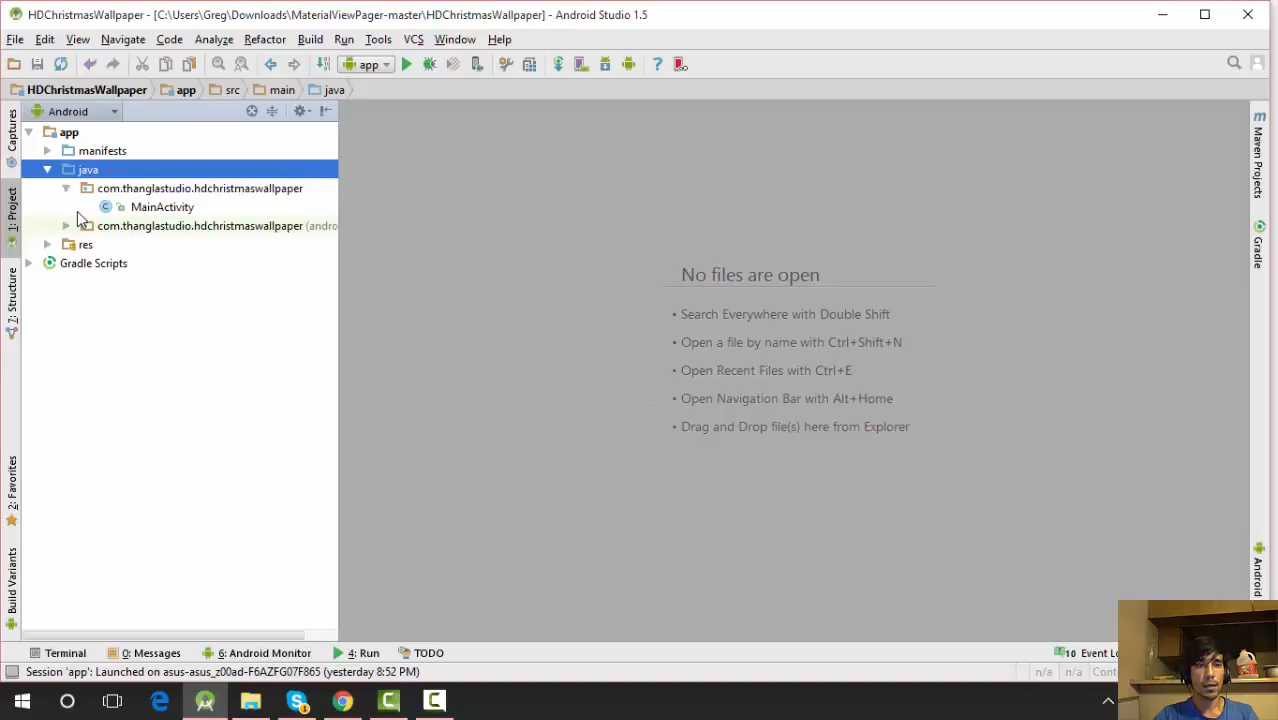 HDChristmasWallpaper - [C:\Users\Greg\Downloads\MaterialViewPager-master\HDChristmasWallpaper] - Android Studio 1.5
File Edit View Navigate Code Analyze Refactor Build Run Tools VCS Window Help
app
HDChristmasWallpaper app src main java
Android
app
manifests
java
com.thanglastudio.hdchristmaswallpaper
MainActivity
com.thanglastudio.hdchristmaswallpaper (andro
res
Gradle Scripts
Captures
1: Project
7: Structure
2: Favorites
Build Variants
No files are open
• Search Everywhere with Double Shift
• Open a file by name with Ctrl+Shift+N
• Open Recent Files with Ctrl+E
• Open Navigation Bar with Alt+Home
• Drag and Drop file(s) here from Explorer
m
Maven Projects
Gradle
Android
Terminal 0: Messages 6: Android Monitor 4: Run TODO 10 Event Lo
Session 'app': Launched on asus-asus_z00ad-F6AZFG07F865 (yesterday 8:52 PM) n/a n/a Cont